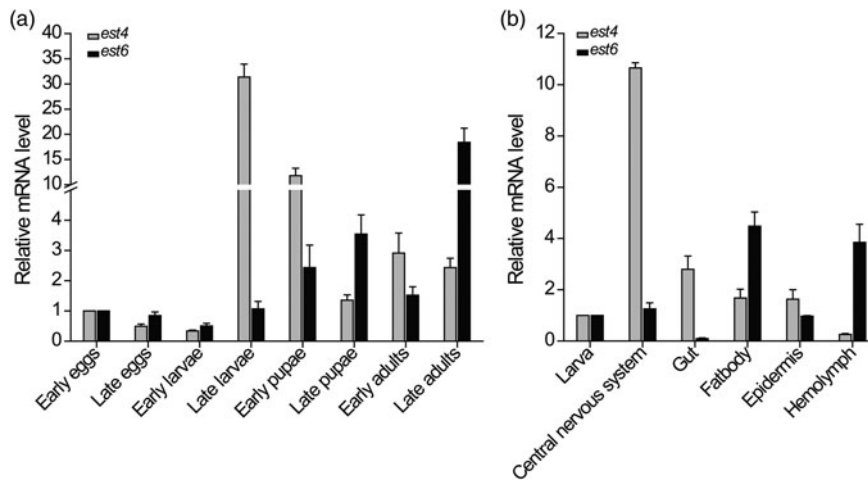 (a)
est4
est6
Relative mRNA level
40
35
30
25
20
15
10
4
3
2
1
0
Early eggs
Late eggs
Early larvae
Late larvae
Early pupae
Late pupae
Early adults
Late adults
(b)
est4
est6
Relative mRNA level
12
10
8
6
4
2
0
Larva
Central nervous system
Gut
Fatbody
Epidermis
Hemolymph